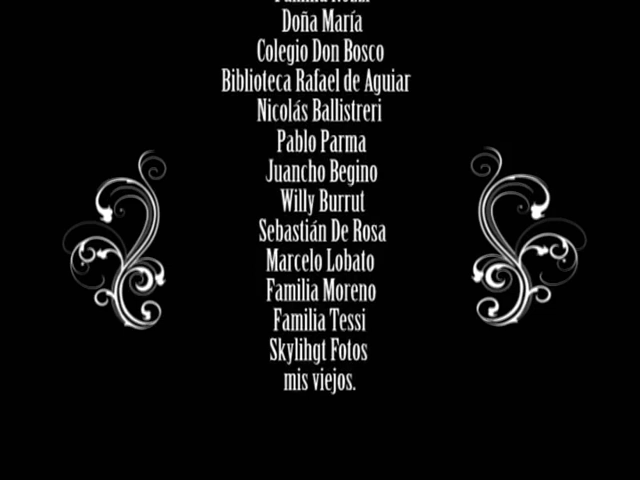 Doña María
Colegio Don Bosco
Biblioteca Rafael de Aguiar
Nicolás Ballistreri
Pablo Parma
Juancho Begino
Willy Burrut
Sebastián De Rosa
Marcelo Lobato
Familia Moreno
Familia Tessi
Skylihgt Fotos
mis viejos.